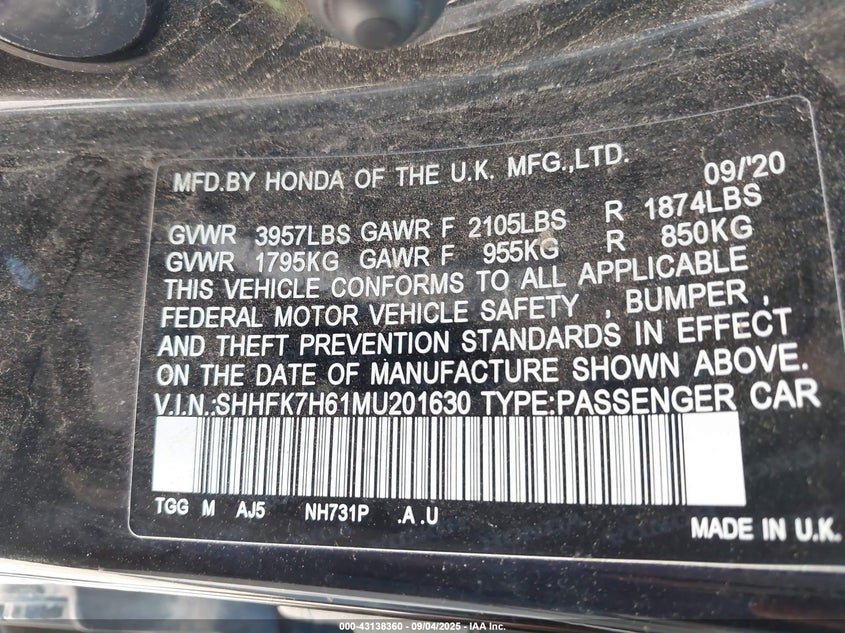 MFD.BY HONDA OF THE U.K. MFG.,LTD. 09/'20
GVWR 3957LBS GAWR F 2105LBS R 1874LBS
GVWR 1795KG GAWR F 955KG R 850KG
THIS VEHICLE CONFORMS TO ALL APPLICABLE
FEDERAL MOTOR VEHICLE SAFETY , BUMPER ,
AND THEFT PREVENTION STANDARDS IN EFFECT
ON THE DATE OF MANUFACTURE SHOWN ABOVE.
V.I.N.:SHHFK7H61MU201630 TYPE:PASSENGER CAR
TGG M AJ5 NH731P .A .U
MADE IN U.K.
000-43138360 - 09/04/2025 - IAA Inc.